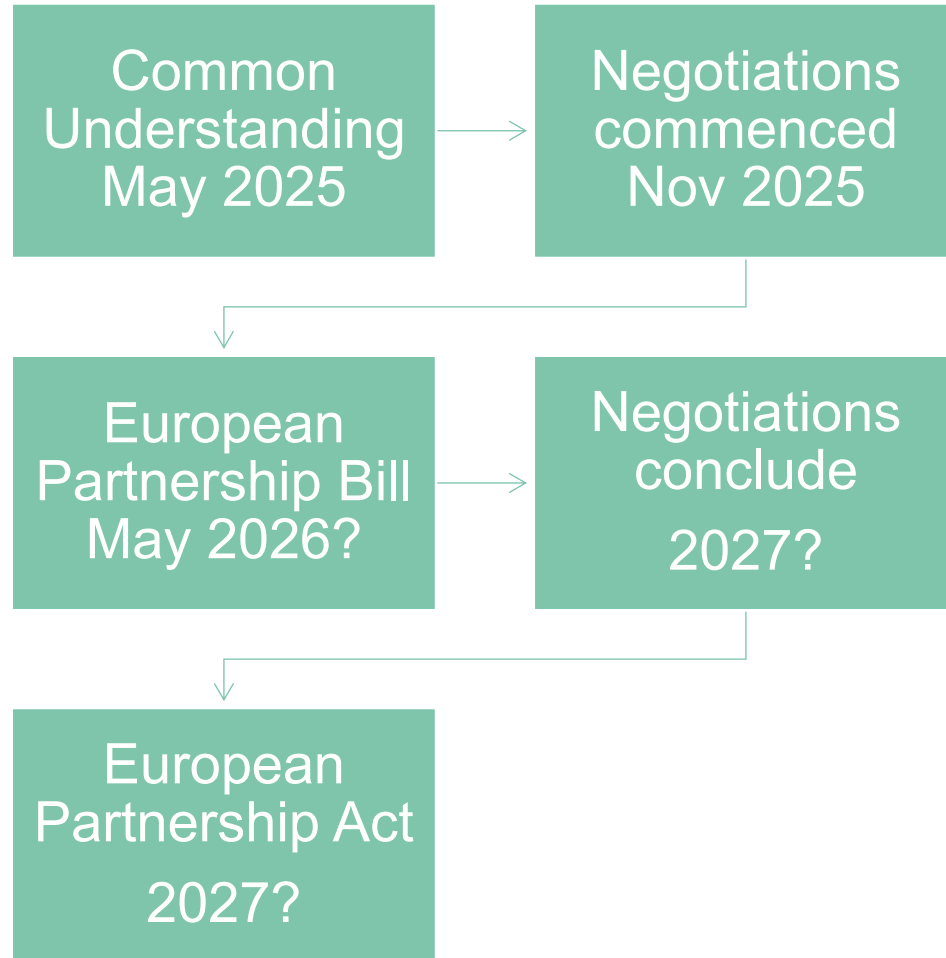 Common
Understanding
May 2025
Negotiations
commenced
Nov 2025
European
Partnership Bill
May 2026?
Negotiations
conclude
2027?
European
Partnership Act
2027?